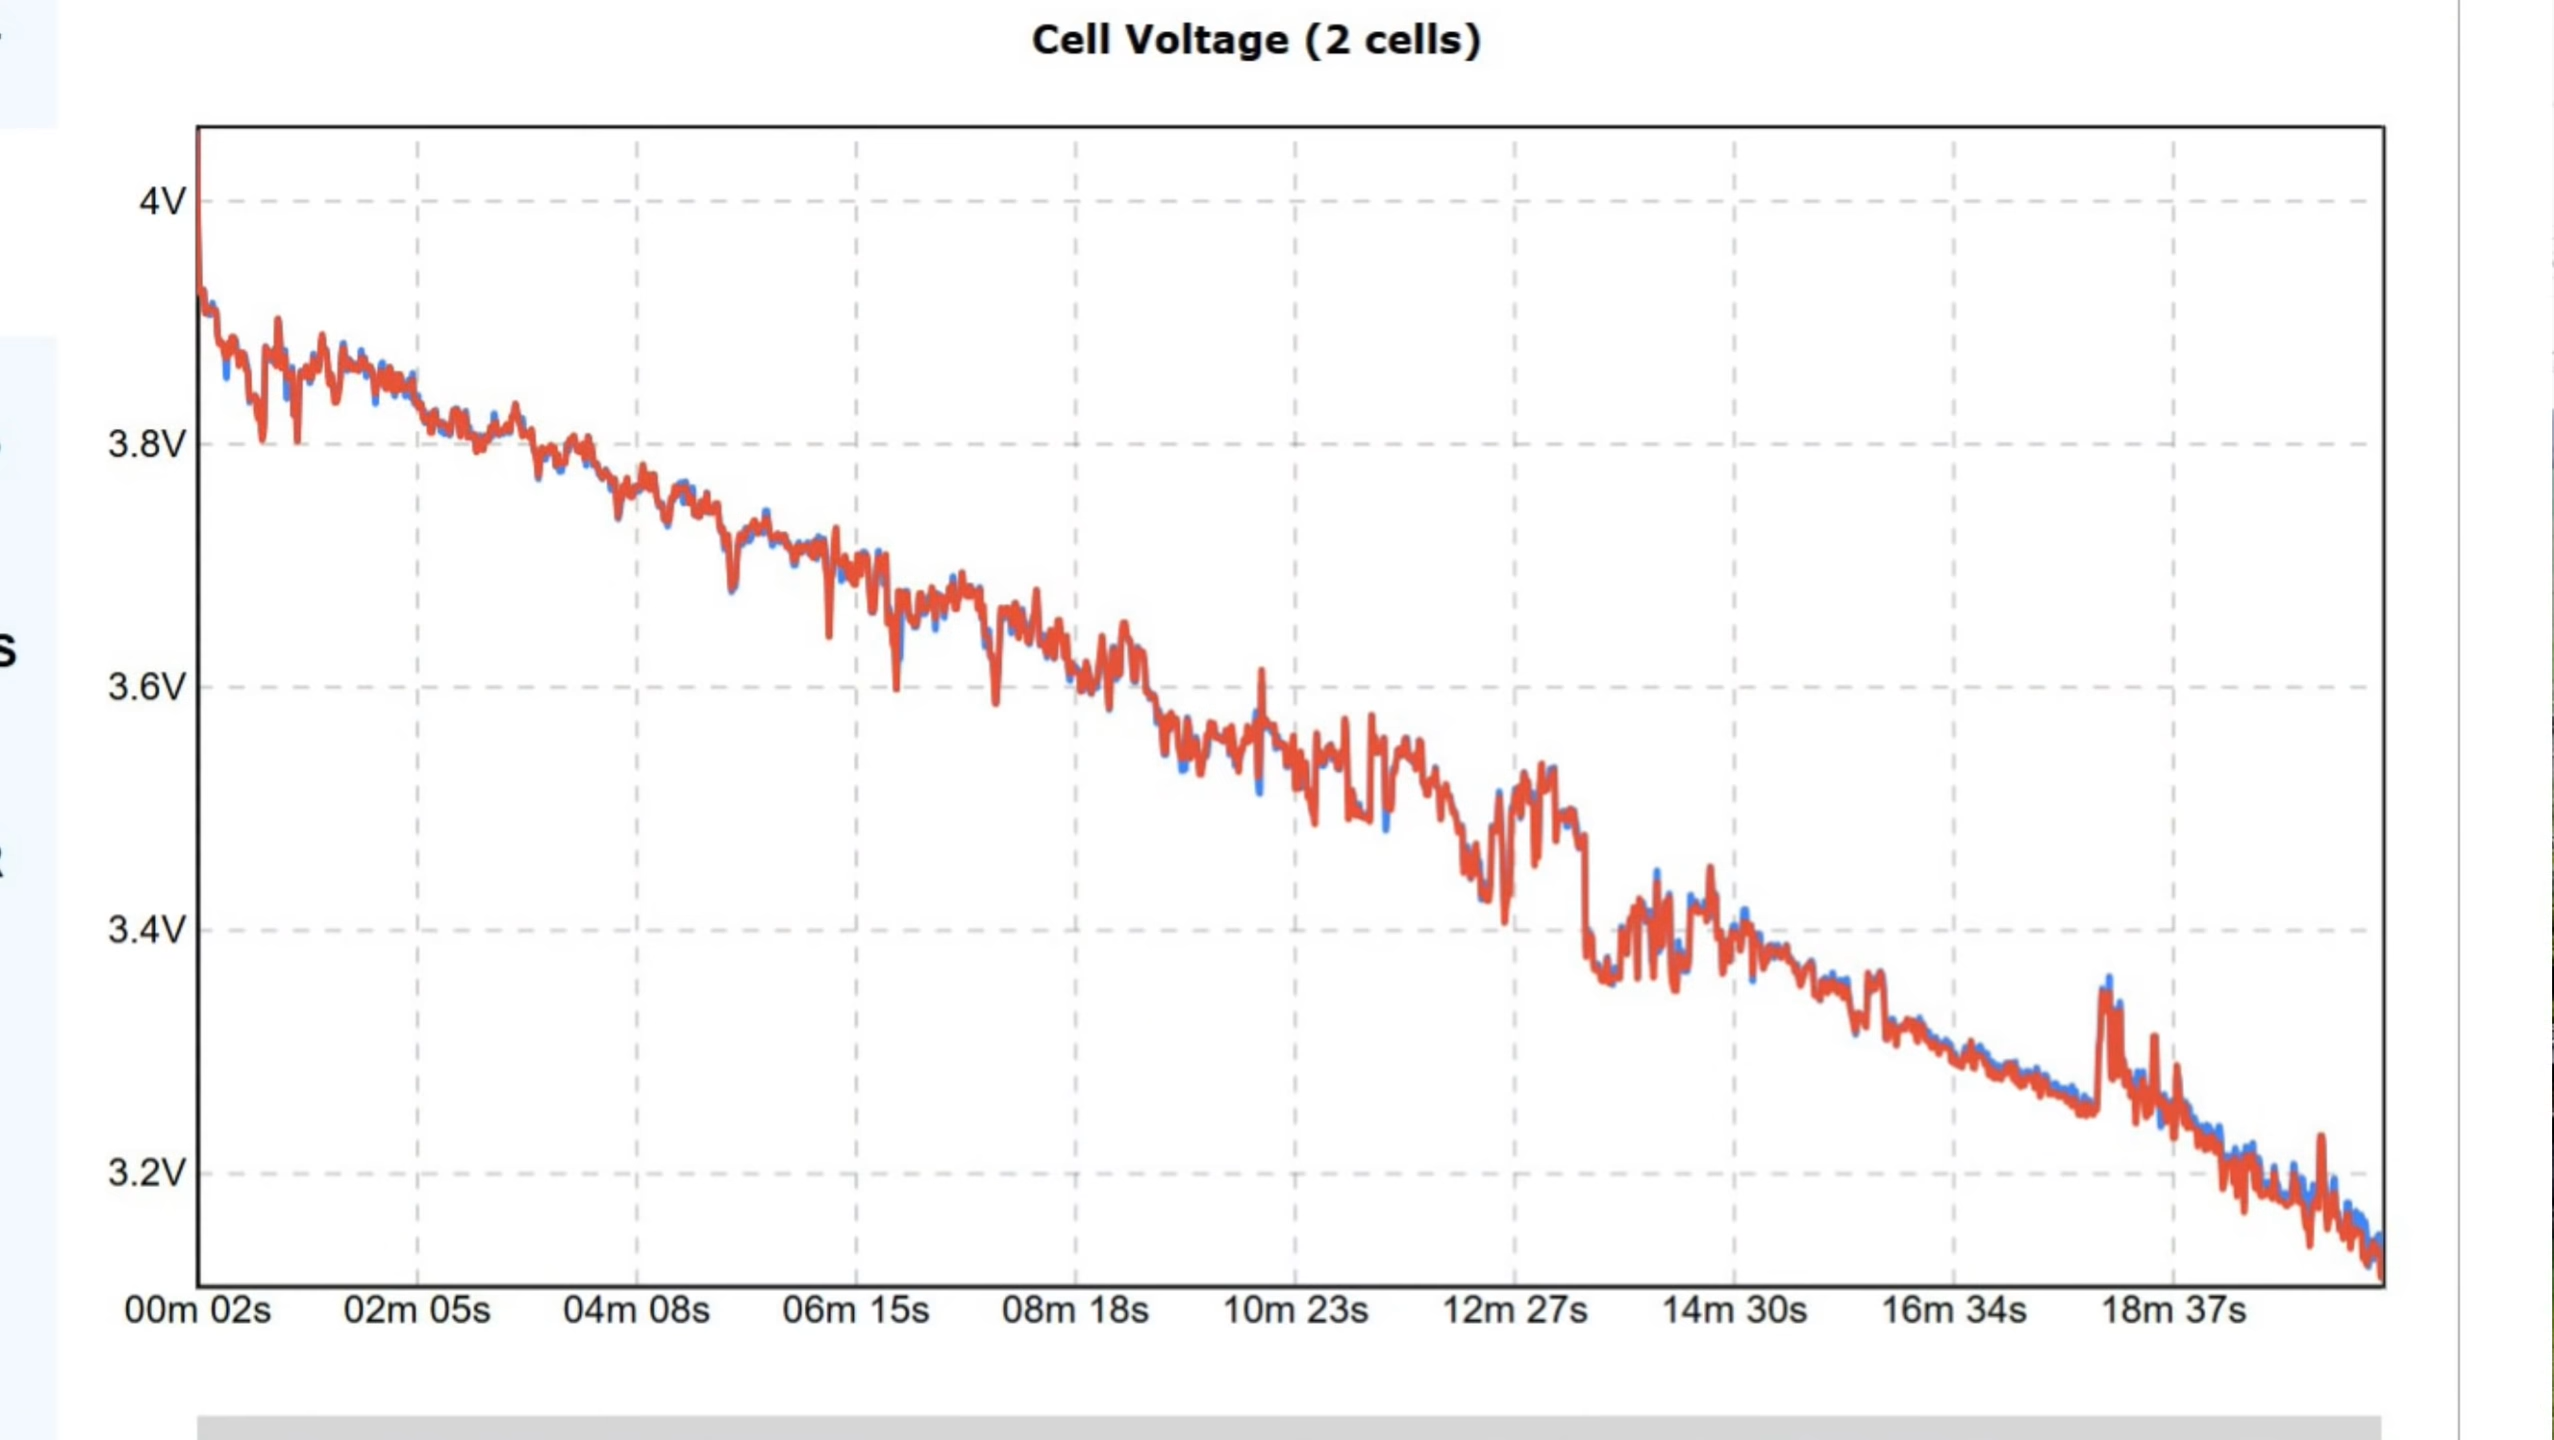 Cell Voltage (2 cells)
4V
3.8V
3.6V
3.4V
3.2V
00m 02s 02m 05s 04m 08s 06m 15s 08m 18s 10m 23s 12m 27s 14m 30s 16m 34s 18m 37s